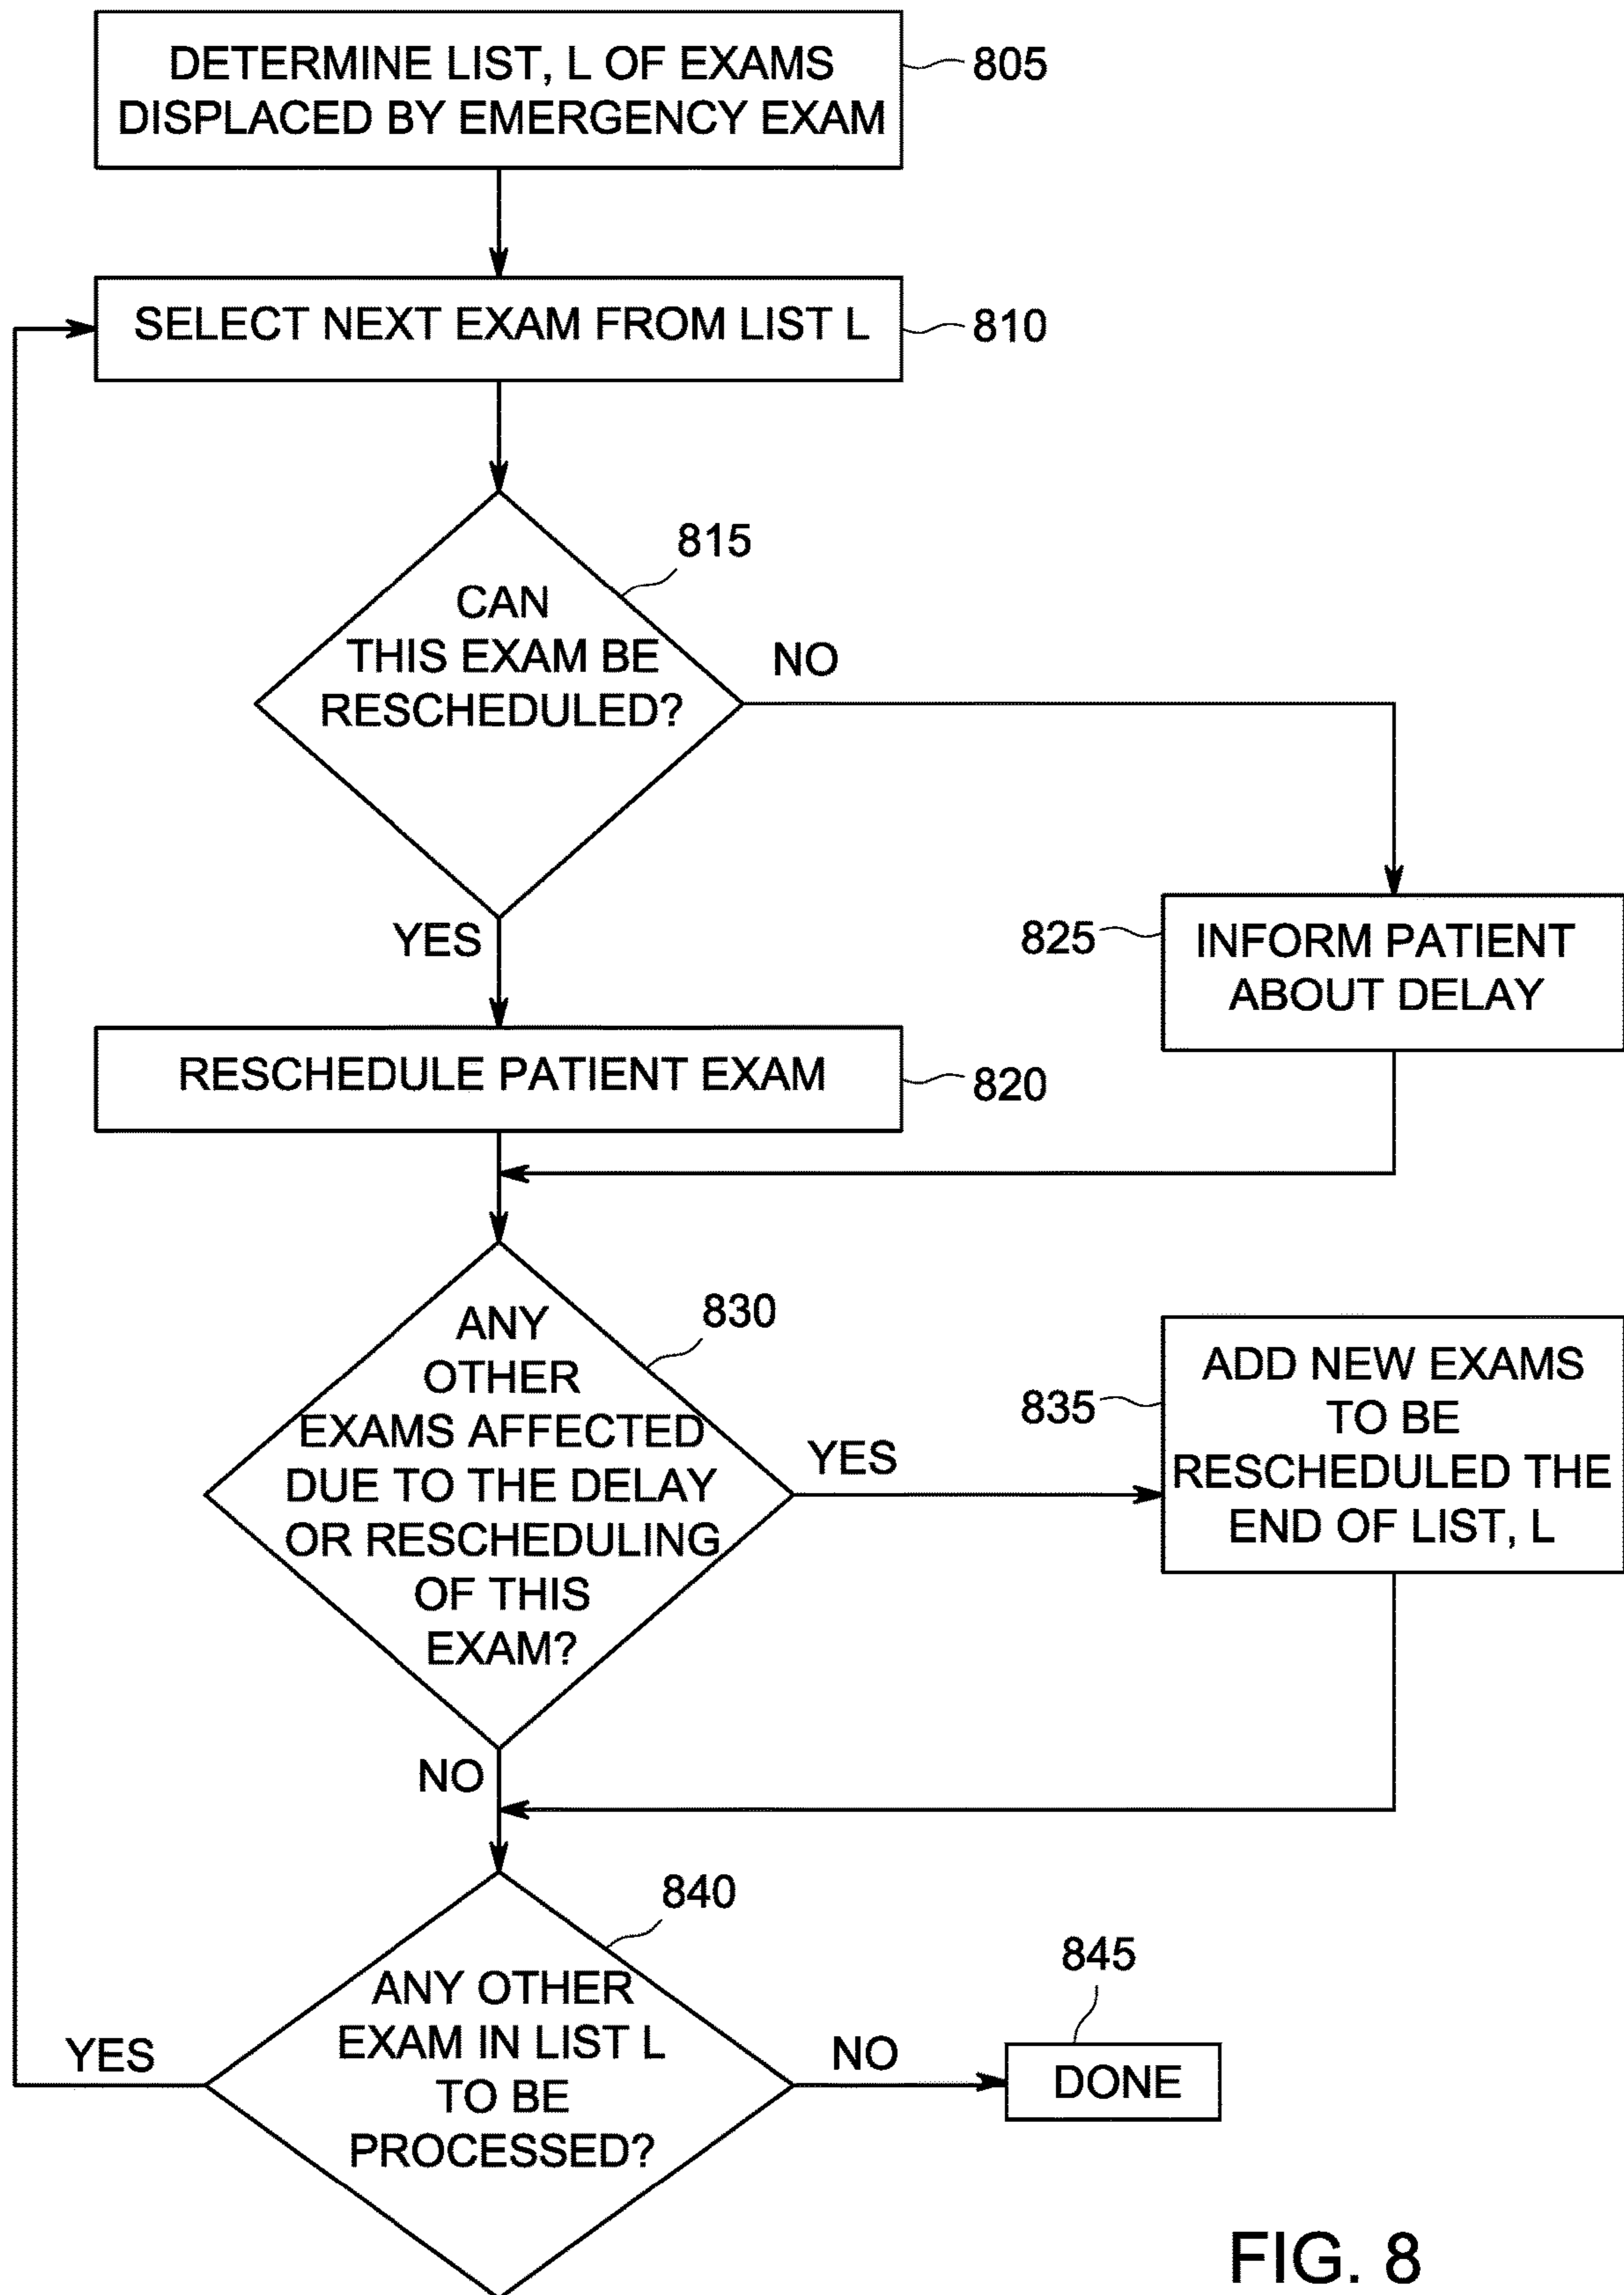 DETERMINE LIST, L OF EXAMS
DISPLACED BY EMERGENCY EXAM
805
SELECT NEXT EXAM FROM LIST L
810
815
CAN
THIS EXAM BE
RESCHEDULED?
NO
YES
825
INFORM PATIENT
ABOUT DELAY
RESCHEDULE PATIENT EXAM
820
830
ANY
OTHER
EXAMS AFFECTED
DUE TO THE DELAY
OR RESCHEDULING
OF THIS
EXAM?
YES
835
ADD NEW EXAMS
TO BE
RESCHEDULED THE
END OF LIST, L
NO
840
ANY OTHER
EXAM IN LIST L
TO BE
PROCESSED?
YES
NO
845
DONE
FIG. 8